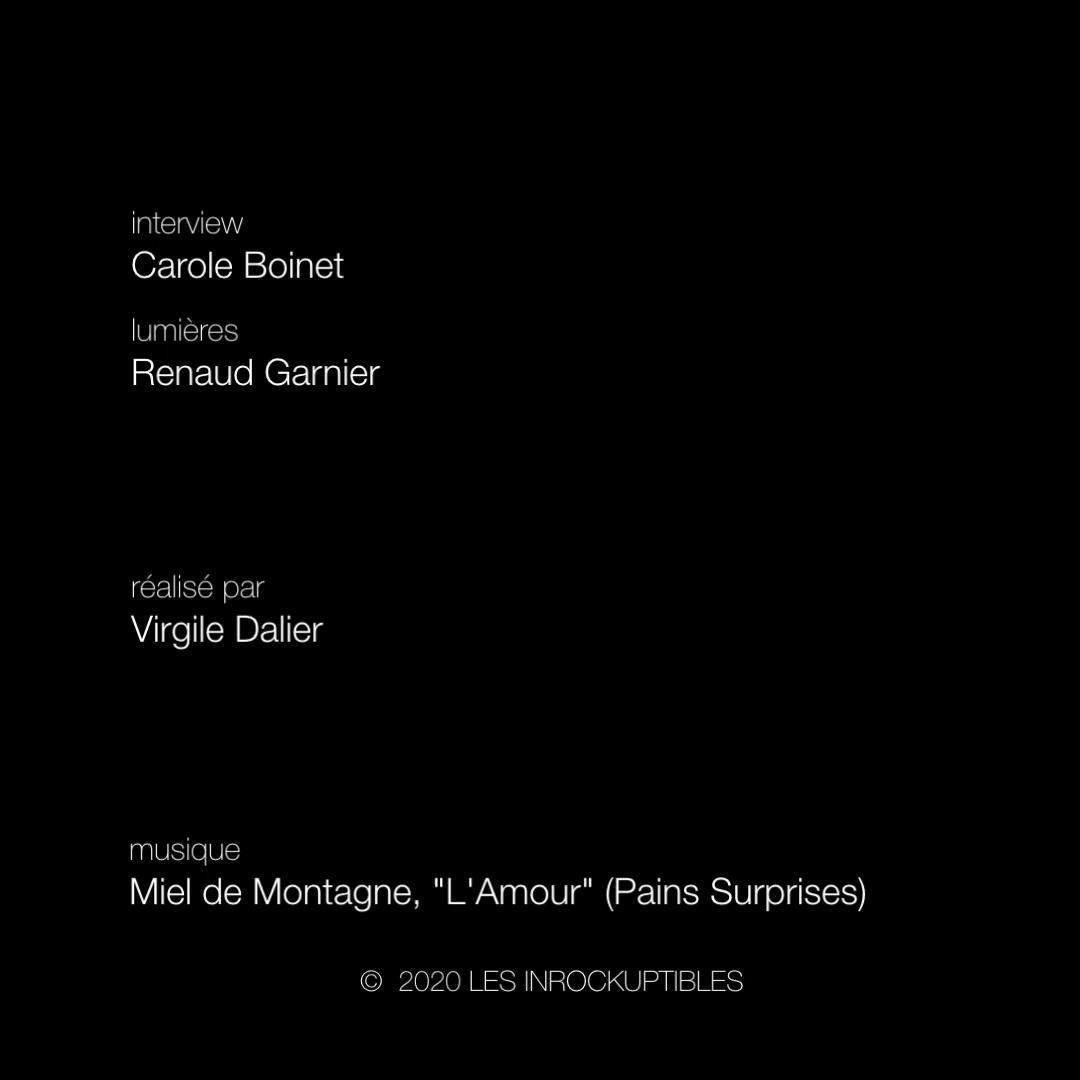 interview
Carole Boinet
lumières
Renaud Garnier
réalisé par
Virgile Dalier
musique
Miel de Montagne, "L'Amour" (Pains Surprises)
© 2020 LES INROCKUPTIBLES